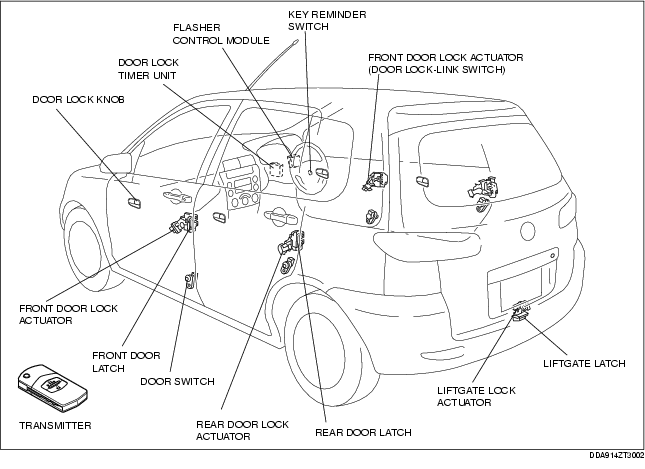 KEY REMINDER
SWITCH
FLASHER
CONTROL MODULE
DOOR LOCK
TIMER UNIT
FRONT DOOR LOCK ACTUATOR
(DOOR LOCK-LINK SWITCH)
DOOR LOCK KNOB
FRONT DOOR LOCK
ACTUATOR
FRONT DOOR
LATCH
DOOR SWITCH
LIFTGATE LATCH
LIFTGATE LOCK
ACTUATOR
TRANSMITTER
REAR DOOR LOCK
ACTUATOR
REAR DOOR LATCH
DDA914ZT3002